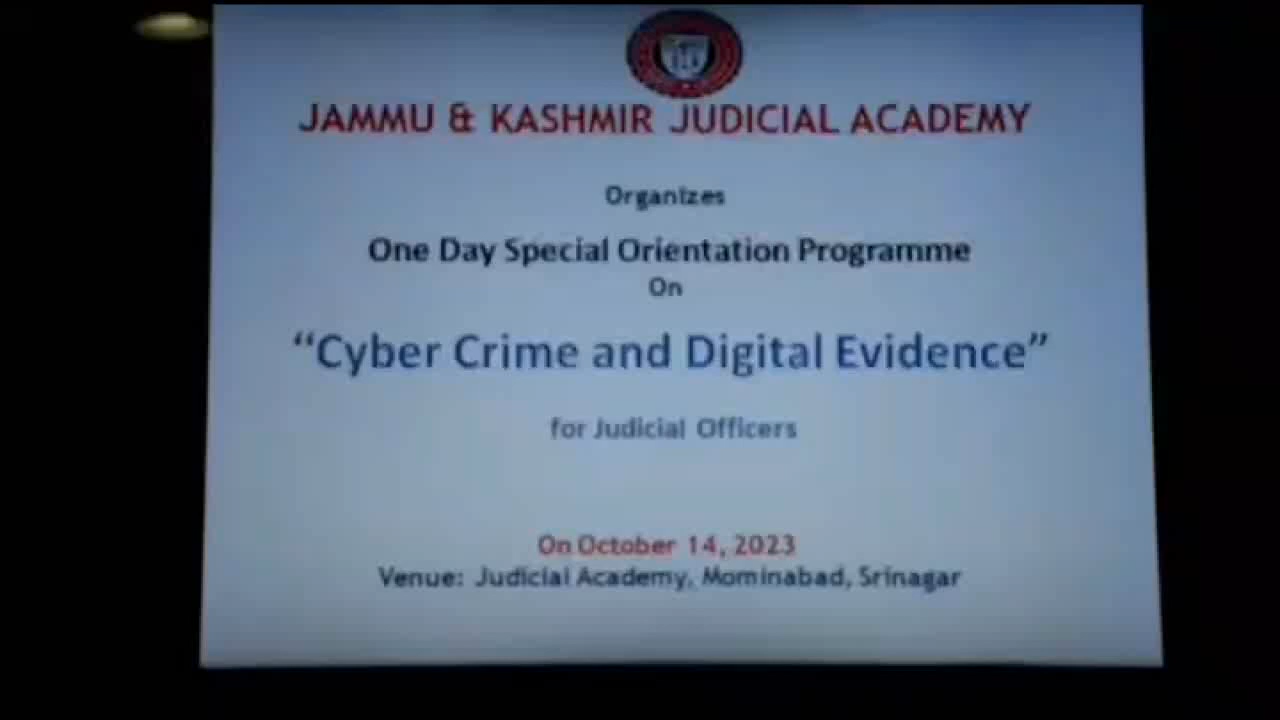 JAMMU & KASHMIR JUDICIAL ACADEMY
Organizes
One Day Special Orientation Programme
On
“Cyber Crime and Digital Evidence”
for Judicial Officers
On October 14, 2023
Venue: Judicial Academy, Mominabad, Srinagar